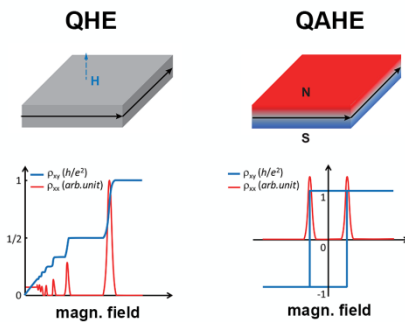 QHE
QAHE
H
N
S
ρxy (h/e²)
ρxx (arb.unit)
1
1/2
0
magn. field
ρxy (h/e²)
ρxx (arb.unit)
1
0
-1
magn. field